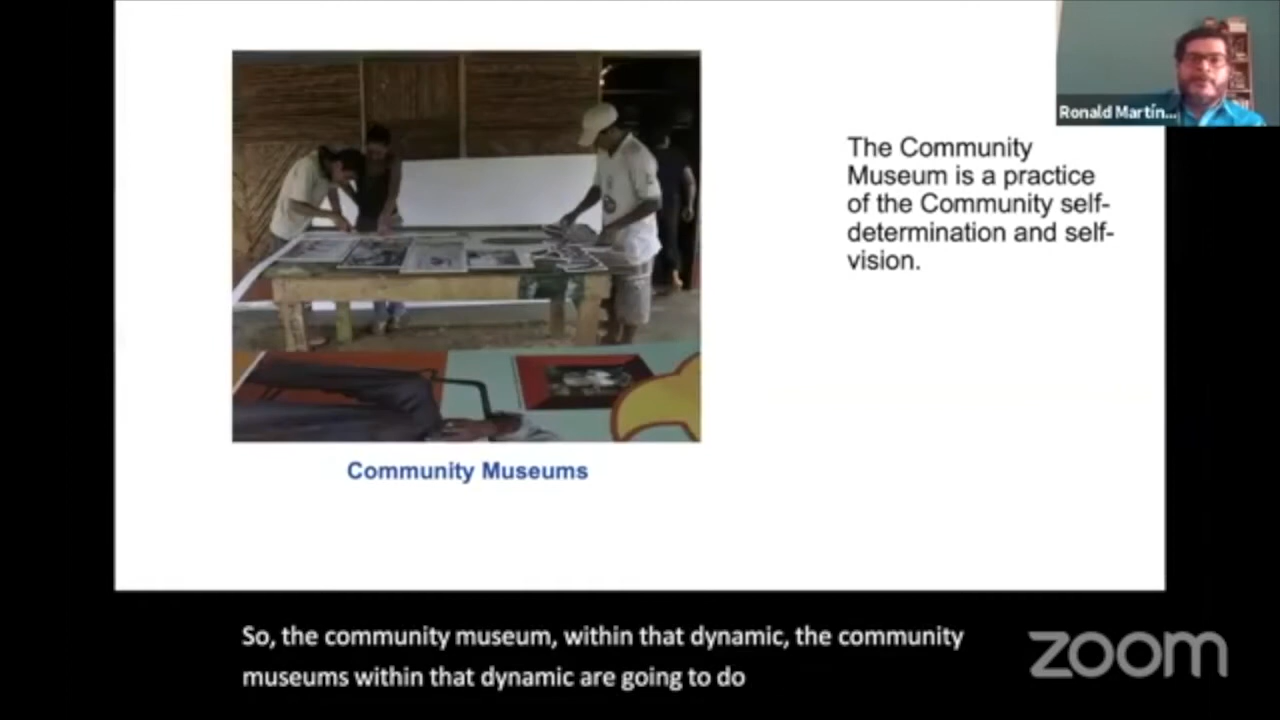 Ronald Martín...
The Community
Museum is a practice
of the Community self-
determination and self-
vision.
Community Museums
So, the community museum, within that dynamic, the community
museums within that dynamic are going to do
zoom